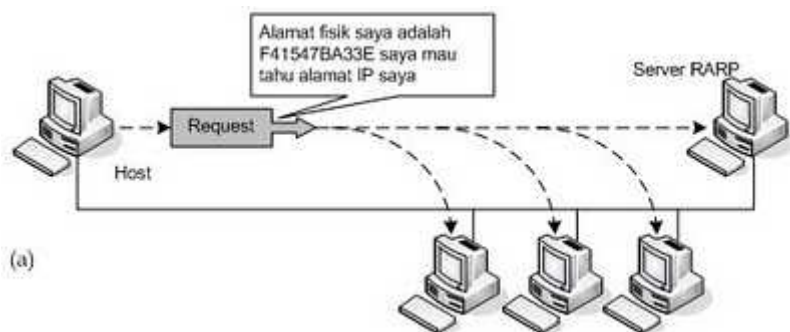 Alamat fisik saya adalah
F41547BA33E saya mau
tahu alamat IP saya
Server RARP
Request
Host
(a)